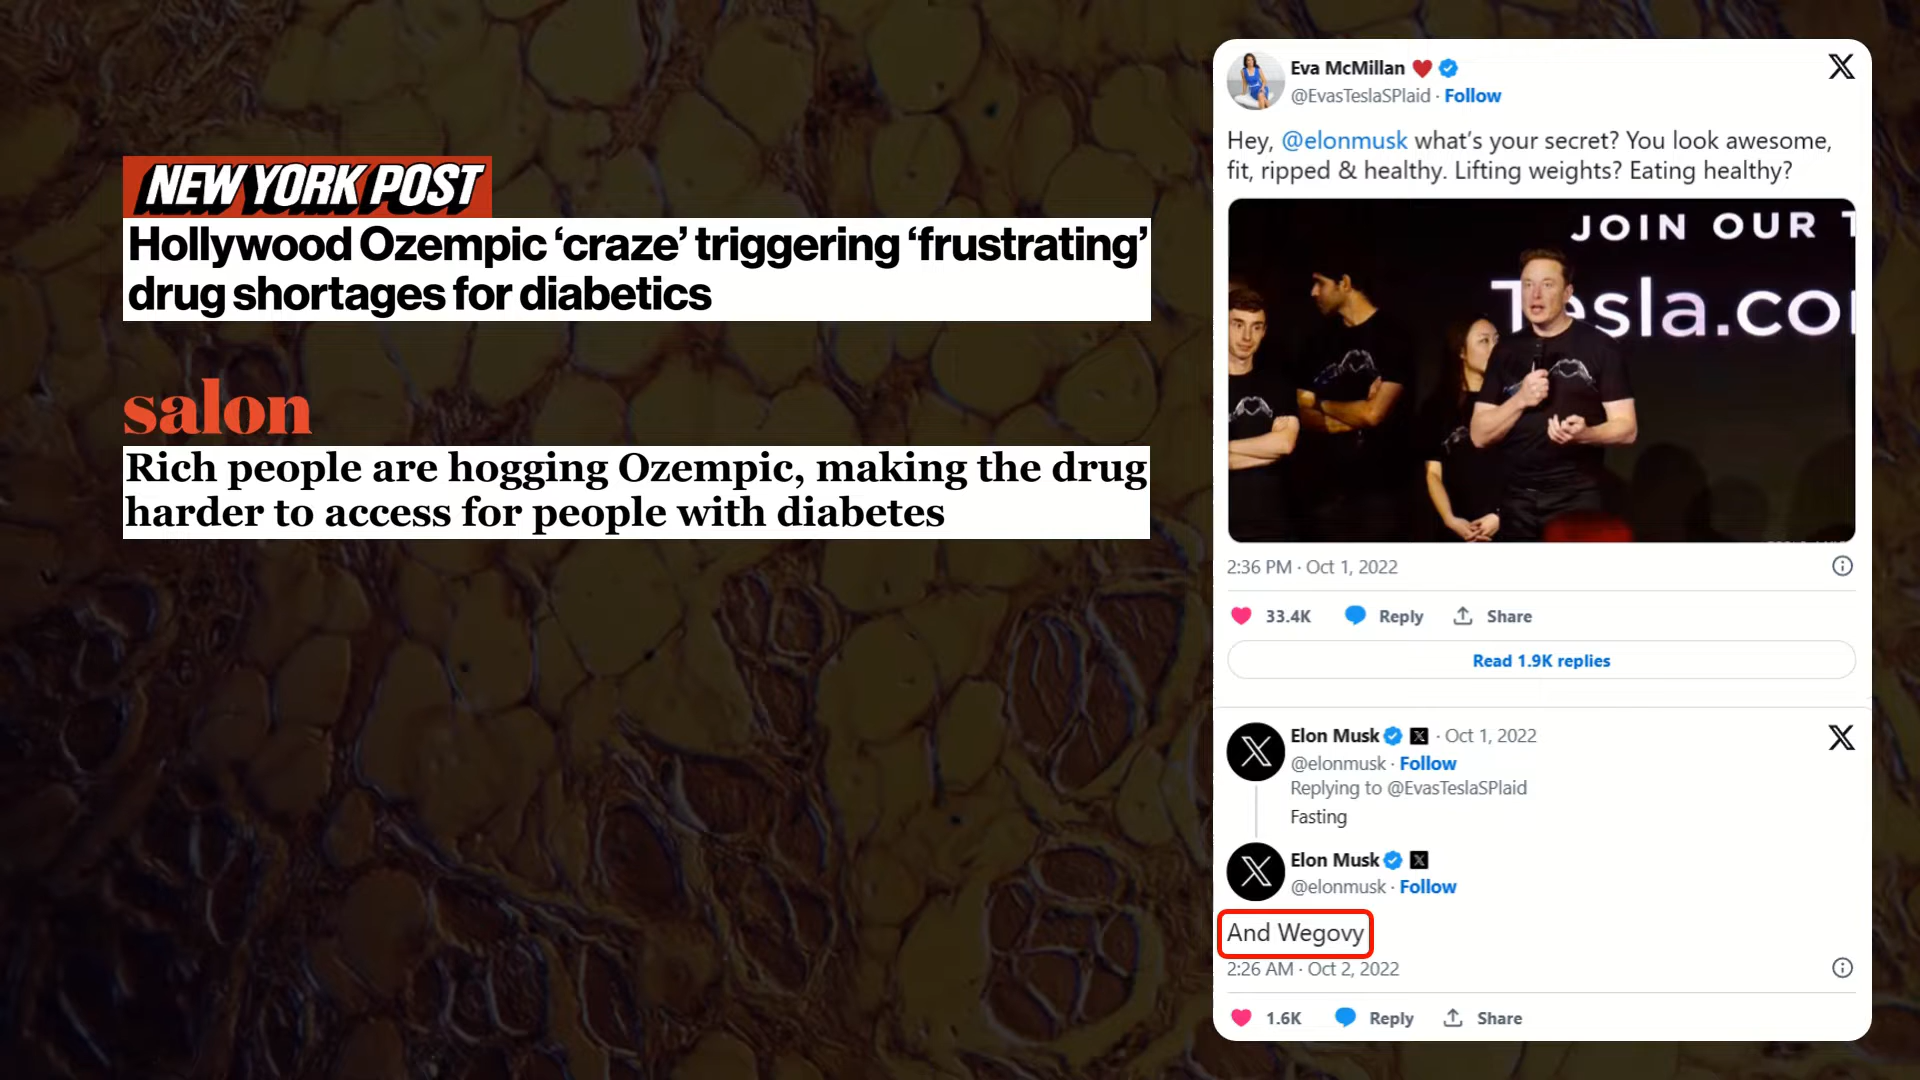 NEW YORK POST
Hollywood Ozempic ‘craze’ triggering ‘frustrating’
drug shortages for diabetics
salon
Rich people are hogging Ozempic, making the drug
harder to access for people with diabetes
Eva McMillan
@EvasTeslaSPlaid · Follow
Hey, @elonmusk what’s your secret? You look awesome,
fit, ripped & healthy. Lifting weights? Eating healthy?
JOIN OUR T
Tesla.co
2:36 PM · Oct 1, 2022
33.4K Reply Share
Read 1.9K replies
Elon Musk · Oct 1, 2022
@elonmusk · Follow
Replying to @EvasTeslaSPlaid
Fasting
Elon Musk
@elonmusk · Follow
And Wegovy
2:26 AM · Oct 2, 2022
1.6K Reply Share